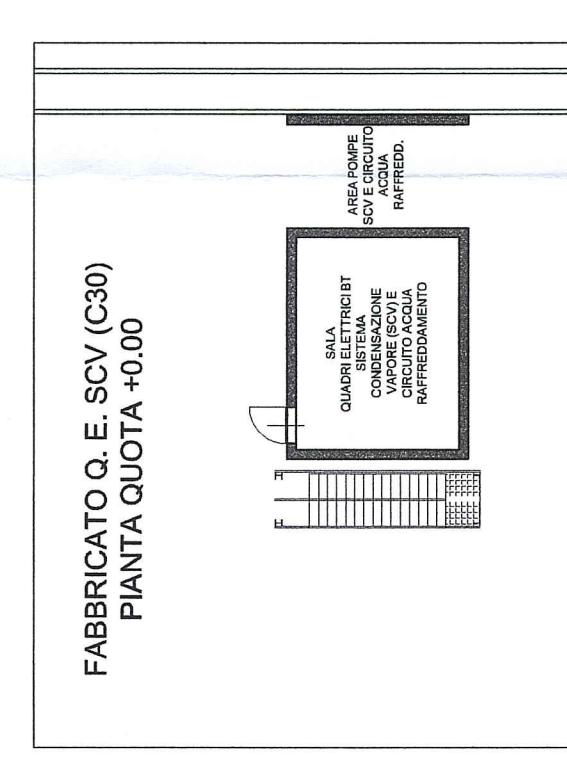 FABBRICATO Q. E. SCV (C30)
PIANTA QUOTA +0.00
SALA
QUADRI ELETTRICI BT
SISTEMA
CONDENSAZIONE
VAPORE (SCV) E
CIRCUITO ACQUA
RAFFREDDAMENTO
AREA POMPE
SCV E CIRCUITO
ACQUA
RAFFREDD.